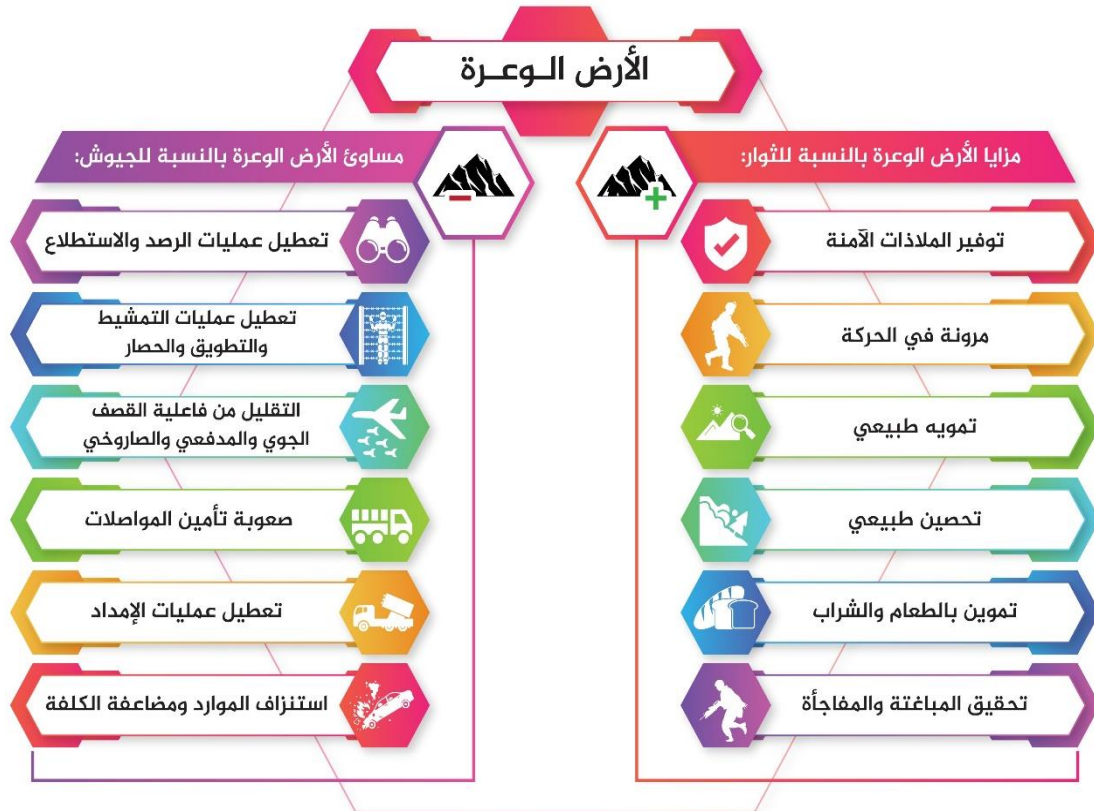 الأرض الـوعـرة
مزايا الأرض الوعرة بالنسبة للثوار:
توفير الملاذات الآمنة
مرونة في الحركة
تمويه طبيعي
تحصين طبيعي
تموين بالطعام والشراب
تحقيق المباغتة والمفاجأة
مساوئ الأرض الوعرة بالنسبة للجيوش:
تعطيل عمليات الرصد والاستطلاع
تعطيل عمليات التمشيط
والتطويق والحصار
التقليل من فاعلية القصف
الجوي والمدفعي والصاروخي
صعوبة تأمين المواصلات
تعطيل عمليات الإمداد
استنزاف الموارد ومضاعفة الكلفة